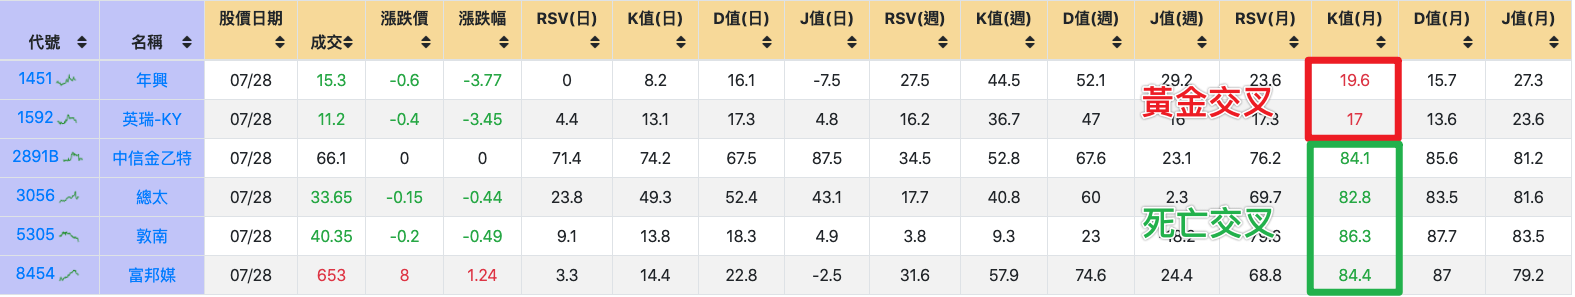 代號 名稱 股價日期 成交 漲跌價 漲跌幅 RSV(日) K值(日) D值(日) J值(日) RSV(週) K值(週) D值(週) J值(週) RSV(月) K值(月) D值(月) J值(月)
1451 年興 07/28 15.3 -0.6 -3.77 0 8.2 16.1 -7.5 27.5 44.5 52.1 29.2 23.6 19.6 15.7 27.3
黃金交叉
1592 英瑞-KY 07/28 11.2 -0.4 -3.45 4.4 13.1 17.3 4.8 16.2 36.7 47 16 17.3 17 13.6 23.6
2891B 中信金乙特 07/28 66.1 0 0 71.4 74.2 67.5 87.5 34.5 52.8 67.6 23.1 76.2 84.1 85.6 81.2
3056 總太 07/28 33.65 -0.15 -0.44 23.8 49.3 52.4 43.1 17.7 40.8 60 2.3 69.7 82.8 83.5 81.6
死亡交叉
5305 敦南 07/28 40.35 -0.2 -0.49 9.1 13.8 18.3 4.9 3.8 9.3 23 86.3 87.7 83.5
8454 富邦媒 07/28 653 8 1.24 3.3 14.4 22.8 -2.5 31.6 57.9 74.6 24.4 68.8 84.4 87 79.2